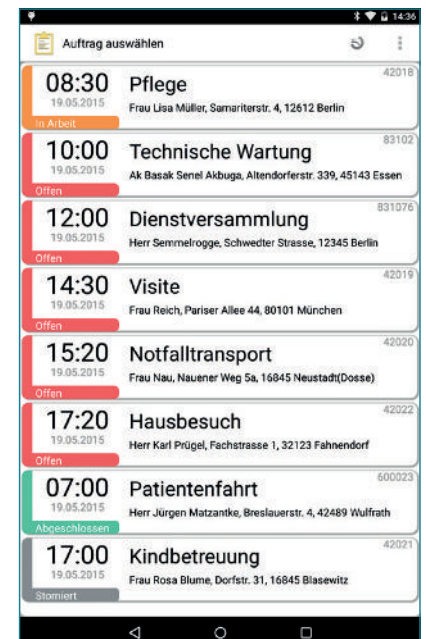 14:36
Auftrag auswählen
42018
08:30 Pflege
19.05.2015 Frau Lisa Müller, Samariterstr. 4, 12612 Berlin
In Arbeit
83102
10:00 Technische Wartung
19.05.2015 Ak Basak Senel Akbuga, Altendorferstr. 339, 45143 Essen
Offen
831076
12:00 Dienstversammlung
19.05.2015 Herr Semmelrogge, Schwedter Strasse, 12345 Berlin
Offen
42019
14:30 Visite
19.05.2015 Frau Reich, Pariser Allee 44, 80101 München
Offen
42020
15:20 Notfalltransport
19.05.2015 Frau Nau, Nauener Weg 5a, 16845 Neustadt(Dosse)
Offen
42022
17:20 Hausbesuch
19.05.2015 Herr Karl Prügel, Fachstrasse 1, 32123 Fahnendorf
Offen
600023
07:00 Patientenfahrt
19.05.2015 Herr Jürgen Matzantke, Breslauerstr. 4, 42489 Wulfrath
Abgeschlossen
42021
17:00 Kindbetreuung
19.05.2015 Frau Rosa Blume, Dorfstr. 31, 16845 Blasewitz
Storniert